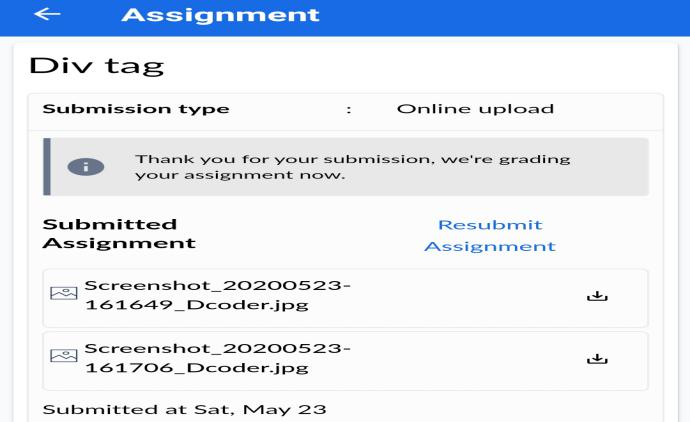 Assignment
Div tag
Submission type : Online upload
Thank you for your submission, we're grading
your assignment now.
Submitted
Assignment
Resubmit
Assignment
Screenshot_20200523-
161649_Dcoder.jpg
Screenshot_20200523-
161706_Dcoder.jpg
Submitted at Sat, May 23